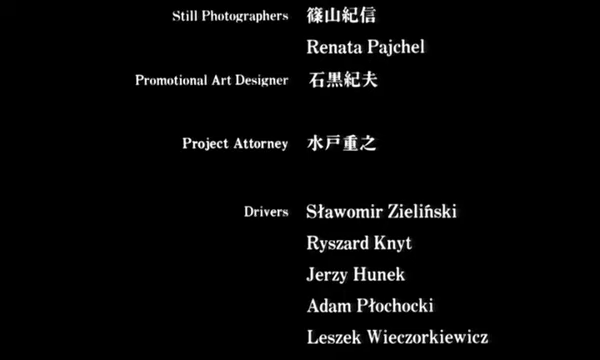 Still Photographers 篠山紀信
Renata Pajchel
Promotional Art Designer 石黒紀夫
Project Attorney 水戸重之
Drivers Sławomir Zieliński
Ryszard Knyt
Jerzy Hunek
Adam Płochocki
Leszek Wieczorkiewicz